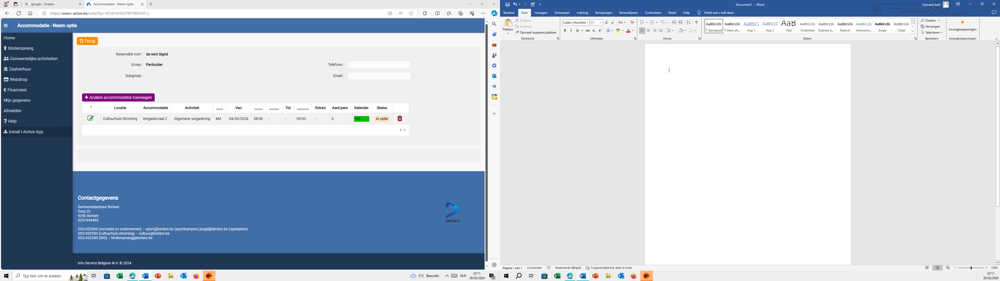 google - Zoeken
Accommodatie - Neem optie
https://www.i-active.be/ords/f?p=167:87:610237837003161:::::
Accommodatie - Neem optie
Home
Kinderopvang
Gemeentelijke activiteiten
Zaalverhuur
Webshop
Financieel
Mijn gegevens
Afmelden
Help
Install i-Active App
Terug
Reservatie voor : de wint Sigrid
Groep : Particulier
Telefoon :
Subgroep :
Email :
Andere accommodatie toevoegen
* Locatie Accommodatie Activiteit ____ Van _____ ______ Tot _______ Extra's Aant.pers Kalender Status
Cultuurhuis Stroming Vergaderzaal 2 Algemene vergadering MA 04/03/2024 08:00 - - 09:00 - 0 Vrij In optie
1 - 1
Contactgegevens
Gemeentebestuur Berlare
Dorp 22
9290 Berlare
0207445485
052/432560 (recreatie en ondernemen) – sport@berlare.be (sportkampen) jeugd@berlare.be (speelplein)
052/432550 (cultuurhuis stroming) – cultuur@berlare.be
052/432540 (IBO) – kinderopvang@berlare.be
berlare
Info Service Belgium N.V. © 2024
Typ hier om te zoeken
5°C Bewolkt
NLD
22:11
26/02/2024
12
Document1 - Word
heyvaert bart
Bestand Start Invoegen Ontwerpen Indeling Verwijzingen Verzendlijsten Controleren Beeld Help Vertel wat u wilt doen
Plakken
Knippen
Kopiëren
Opmaak kopiëren/plakken
Klembord
Calibri (Hoofdtel 11
Lettertype
Alinea
AaBbCcDc AaBbCcDc AaBbCc AaBbCcE AaB AaBbCcD AaBbCcDc AaBbCcDc AaBbCcDc AaBbCcDc AaBbCcDc
¶ Standaard ¶ Geen afs... Kop 1 Kop 2 Titel Ondertitel Subtiele b... Nadruk Intensieve... Zwaar Citaat
Stijlen
Zoeken
Vervangen
Selecteren
Bewerken
Invoegtoepassingen
Invoegtoepassingen
Pagina 1 van 1 0 woorden Nederlands (België) Toegankelijkheid: alles in orde
100%
22:11
26/02/2024